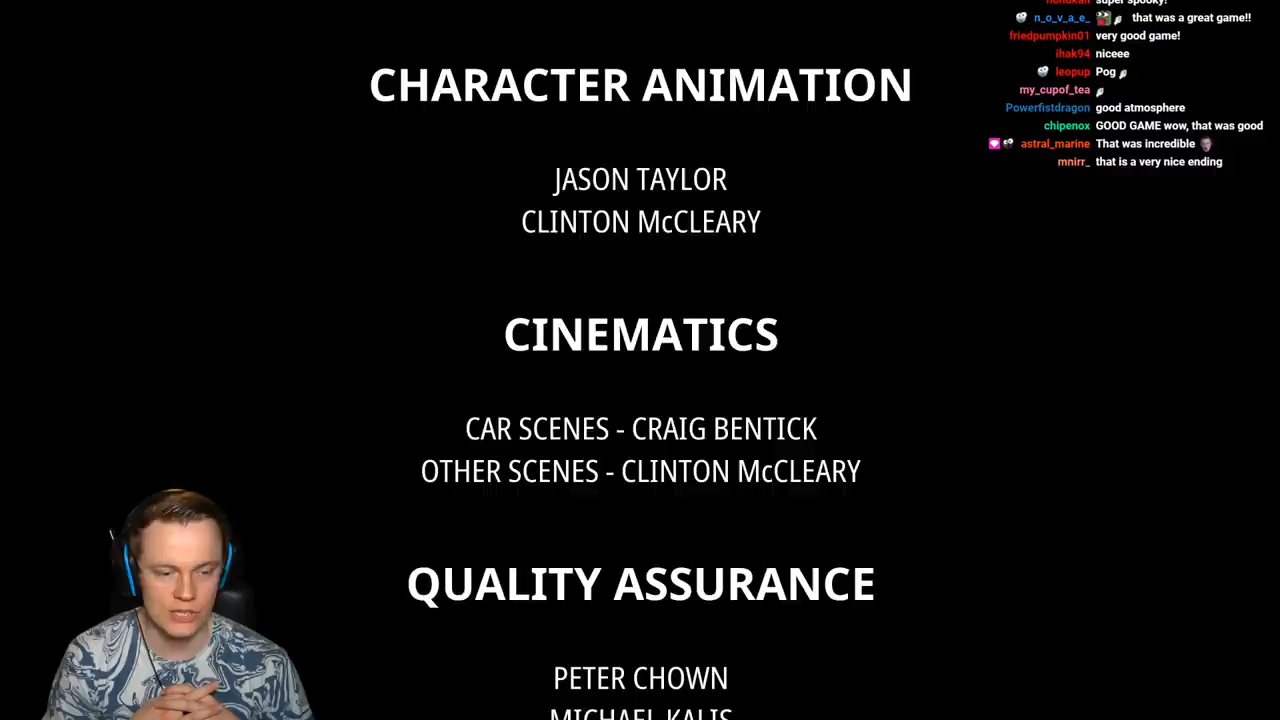 super spooky!
n_o_v_a_e_ that was a great game!!
friedpumpkin01 very good game!
ihak94 niceee
leopup Pog
my_cupof_tea
Powerfistdragon good atmosphere
chipenox GOOD GAME wow, that was good
astral_marine That was incredible
mnirr_ that is a very nice ending
CHARACTER ANIMATION
JASON TAYLOR
CLINTON McCLEARY
CINEMATICS
CAR SCENES - CRAIG BENTICK
OTHER SCENES - CLINTON McCLEARY
QUALITY ASSURANCE
PETER CHOWN
MICHAEL KALIS